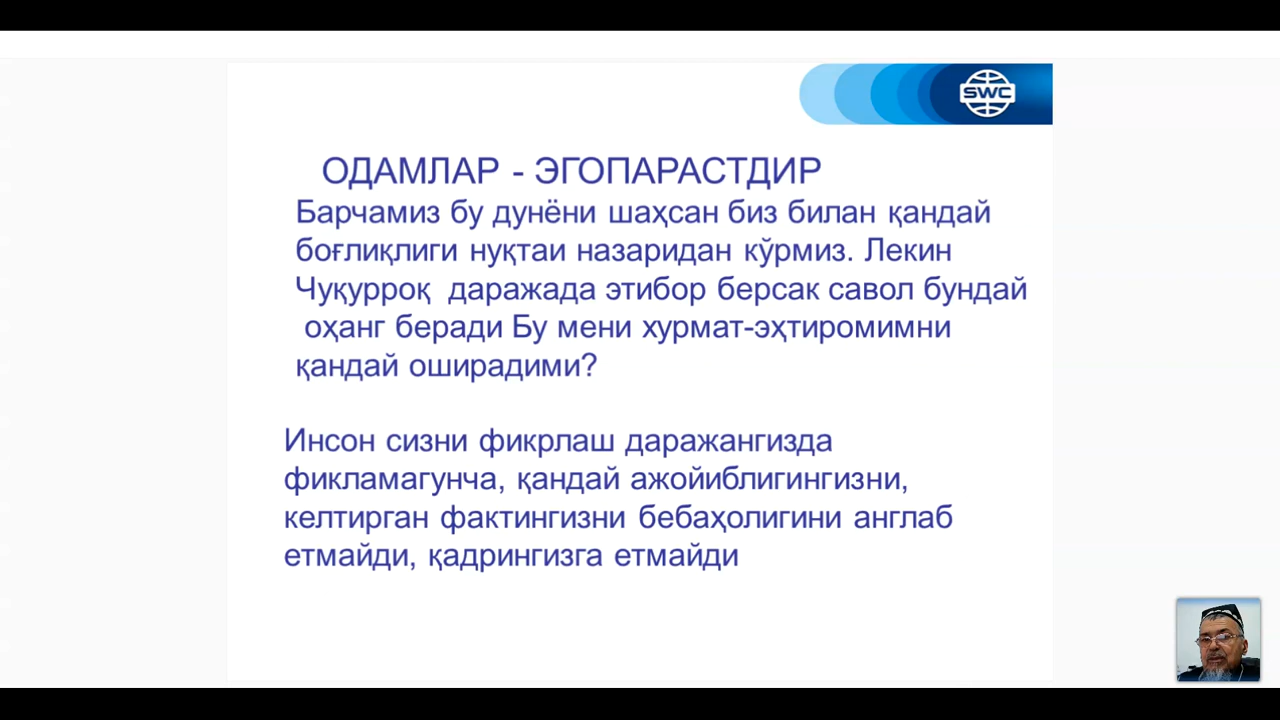 SWC
ОДАМЛАР - ЭГОПАРАСТДИР
Барчамиз бу дунёни шаҳсан биз билан қандай
боғлиқлиги нуқтаи назаридан кўрмиз. Лекин
Чуқурроқ даражада этибор берсак савол бундай
оҳанг беради Бу мени хурмат-эҳтиромимни
қандай оширадими?
Инсон сизни фикрлаш даражангизда
фикламагунча, қандай ажойиблигингизни,
келтирган фактингизни бебаҳолигини англаб
етмайди, қадрингизга етмайди